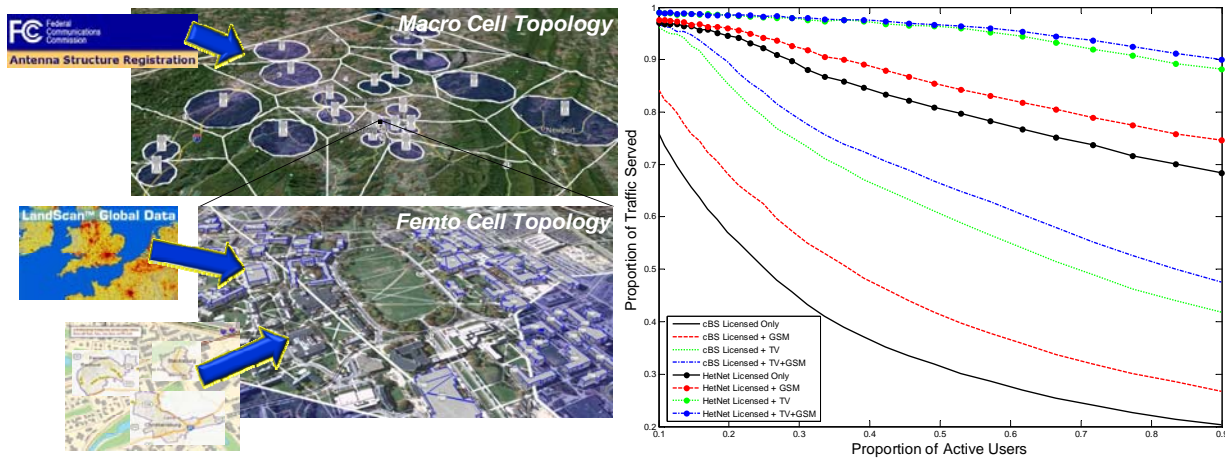 FCC
Federal
Communications
Commission
Antenna Structure Registration
Macro Cell Topology
Newport
LandScan™ Global Data
Femto Cell Topology
Proportion of Traffic Served
1
0.9
0.8
0.7
0.6
0.5
0.4
0.3
0.2
cBS Licensed Only
cBS Licensed + GSM
cBS Licensed + TV
cBS Licensed + TV+GSM
HetNet Licensed Only
HetNet Licensed + GSM
HetNet Licensed + TV
HetNet Licensed + TV+GSM
0.1 0.2 0.3 0.4 0.5 0.6 0.7 0.8 0.9
Proportion of Active Users